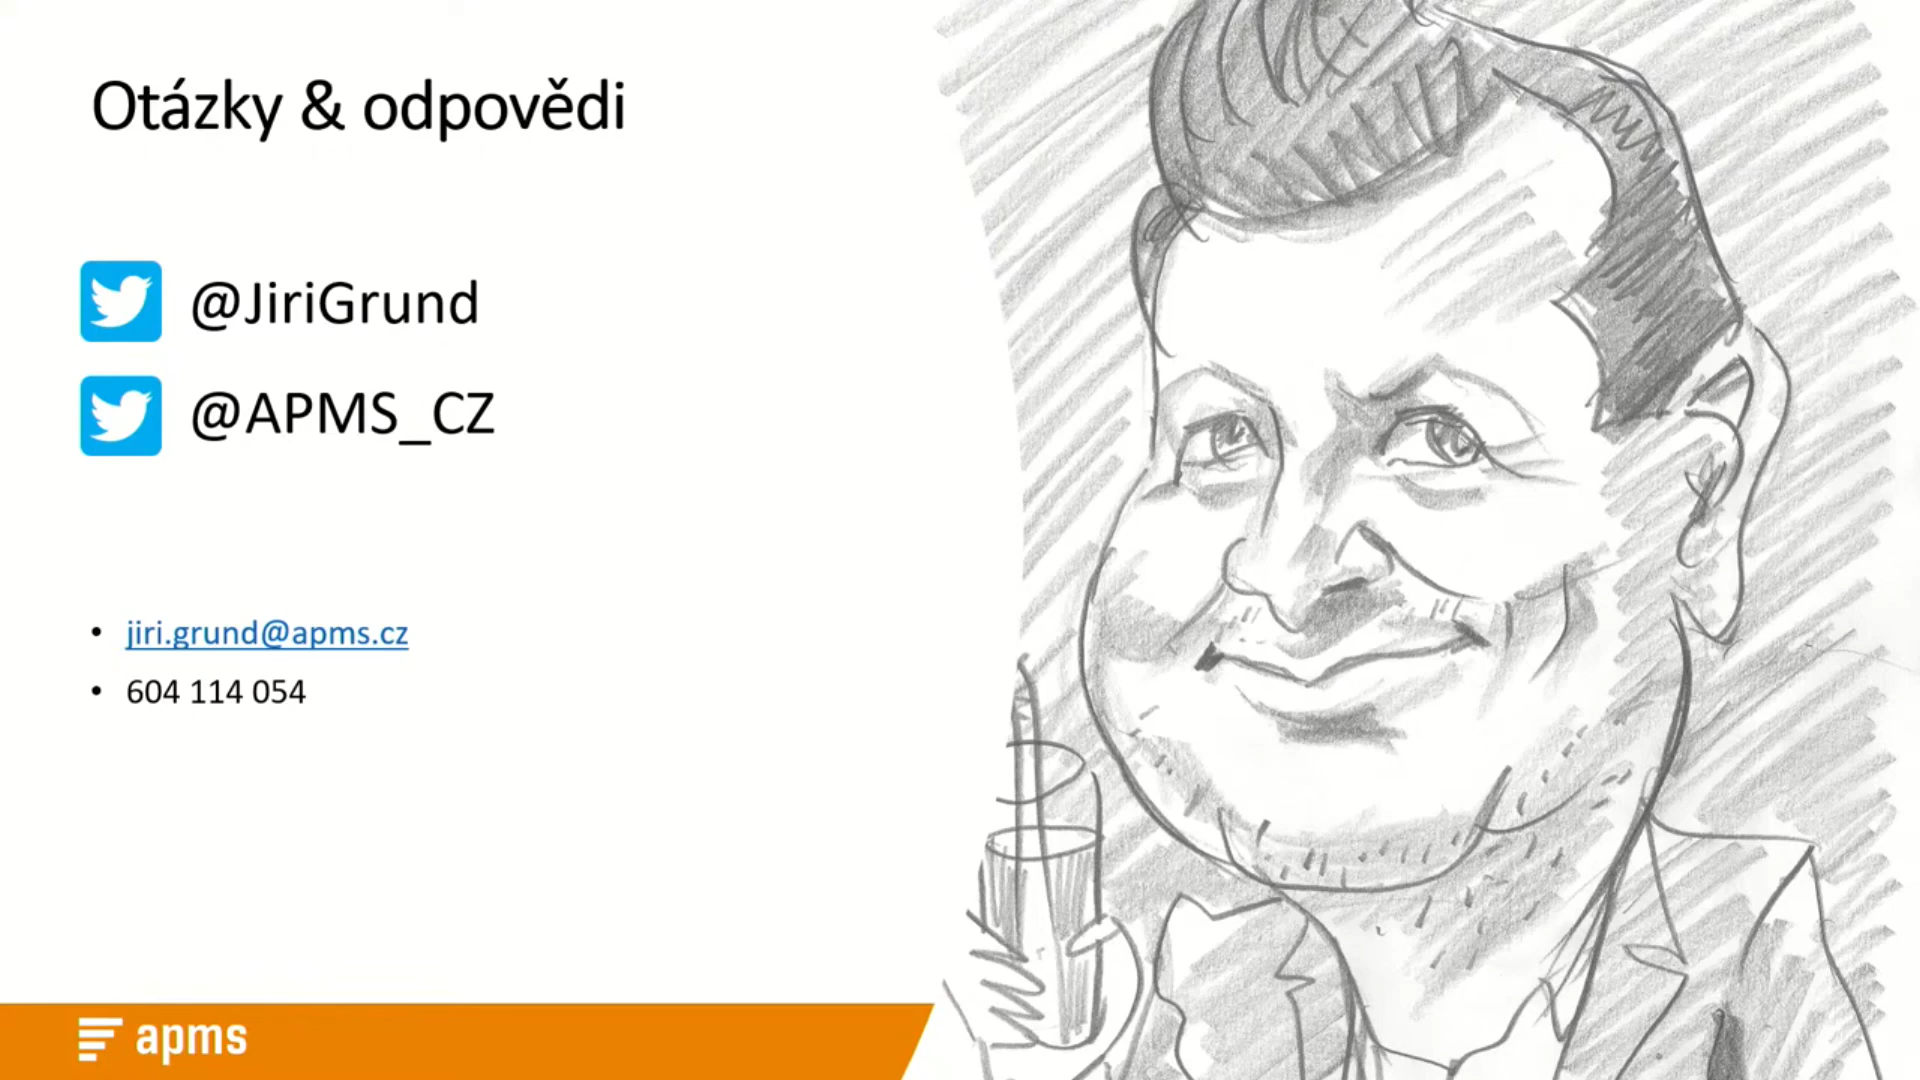 Otázky & odpovědi
@JiriGrund
@APMS_CZ
• jiri.grund@apms.cz
• 604 114 054
apms